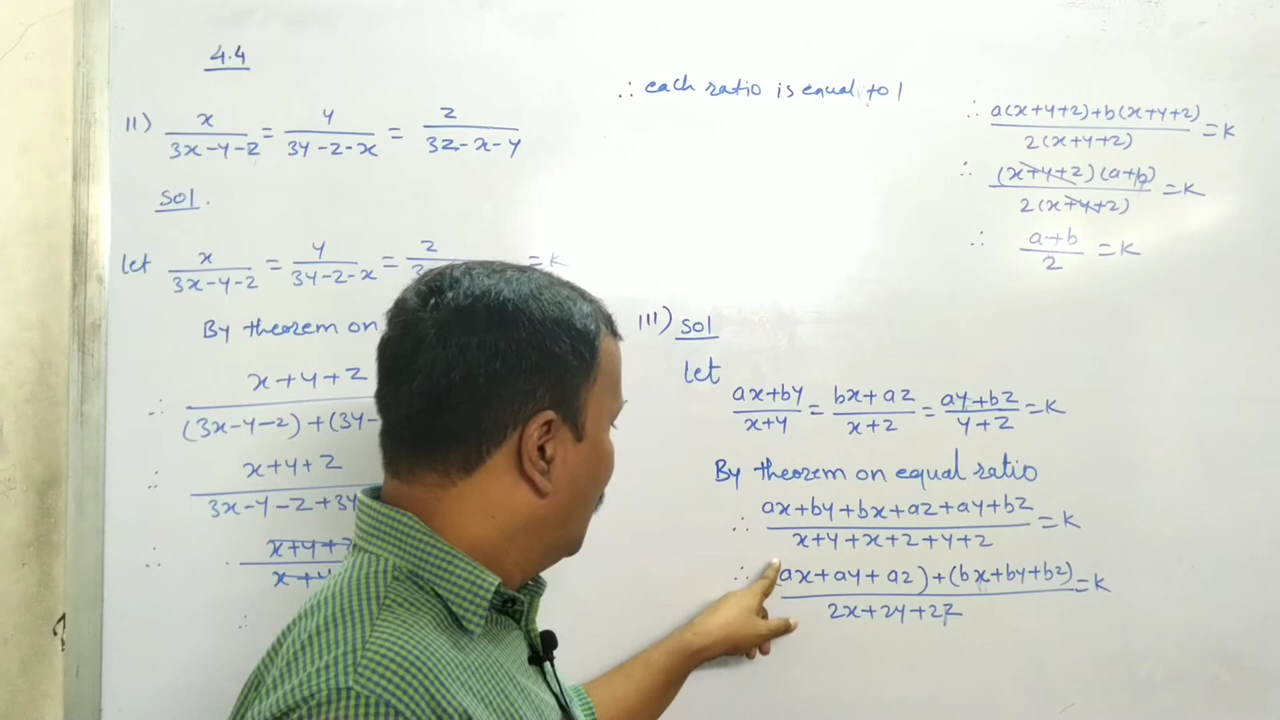 4.4
11) x/(3x-y-z) = y/(3y-z-x) = z/(3z-x-y)
Sol.
let x/(3x-y-z) = y/(3y-z-x) = z/3 = K
By theorem on
∴ x+y+z/(3x-y-z)+(3y-
∴ x+y+z/3x-y-z+3y
∴ x+y+z/x+y
∴
∴ each ratio is equal to 1
111) sol
let
(ax+by)/(x+y) = (bx+az)/(x+z) = (ay+bz)/(y+z) = K
By theorem on equal ratio
∴ (ax+by+bx+az+ay+bz)/(x+y+x+z+y+z) = K
∴ (ax+ay+az)+(bx+by+bz)/2x+2y+2z = K
∴ a(x+y+z)+b(x+y+z)/2(x+y+z) = K
∴ (x+y+z)(a+b)/2(x+y+z) = K
∴ a+b/2 = K